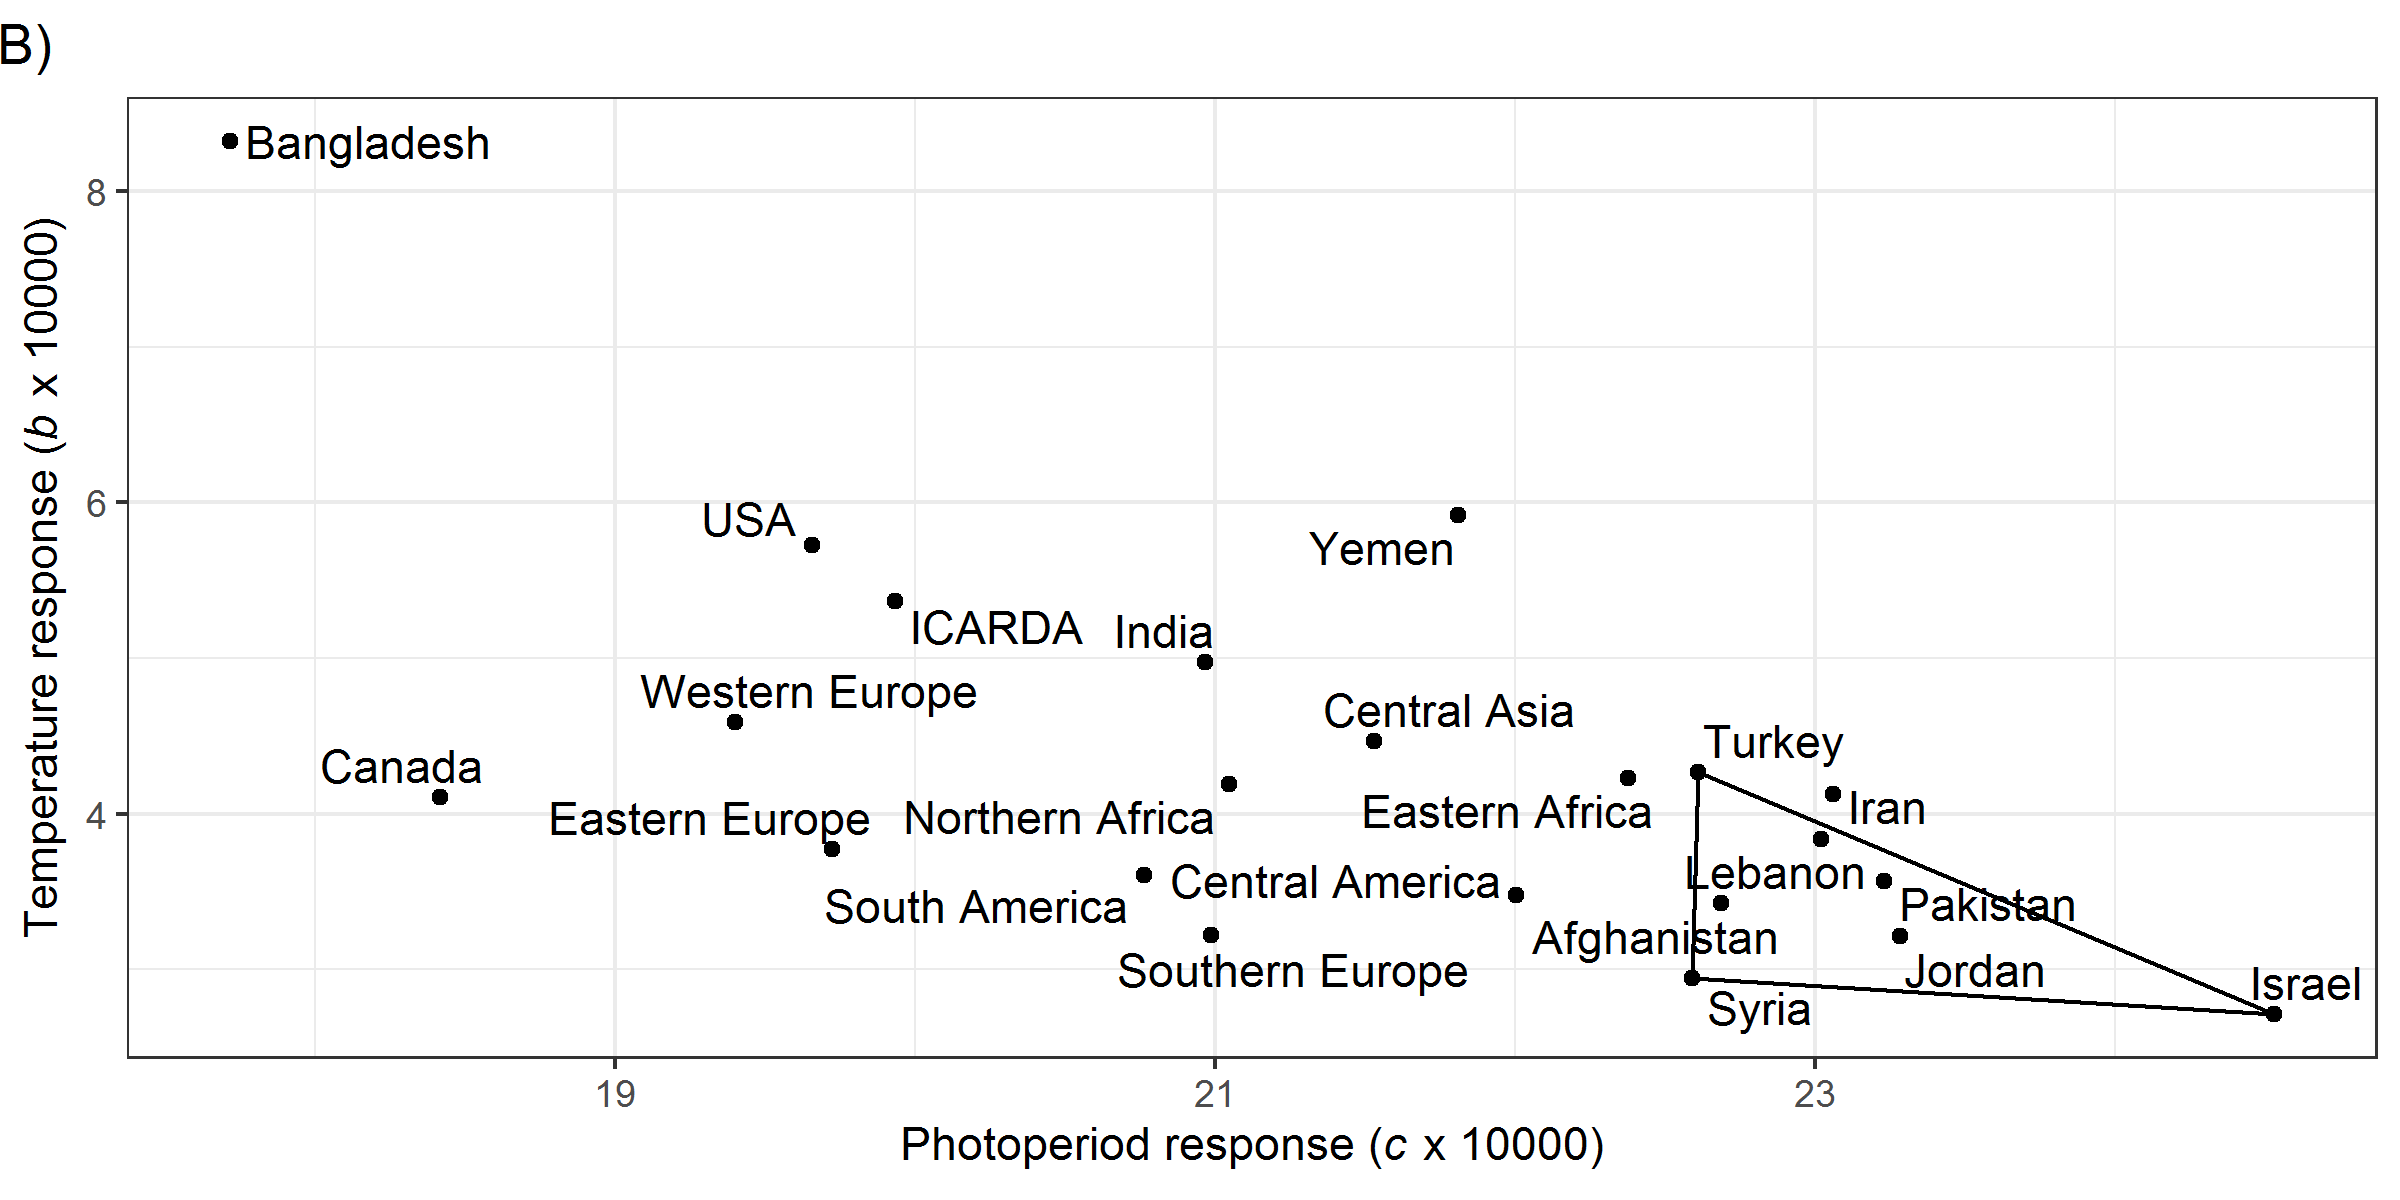 B)
Bangladesh
8
Temperature response (b x 10000)
6
USA
Yemen
ICARDA
India
Western Europe
Central Asia
Turkey
Canada
4
Eastern Europe
Northern Africa
Eastern Africa
Iran
Lebanon
South America
Central America
Pakistan
Afghanistan
Southern Europe
Jordan
Israel
Syria
19
21
23
Photoperiod response (c x 10000)